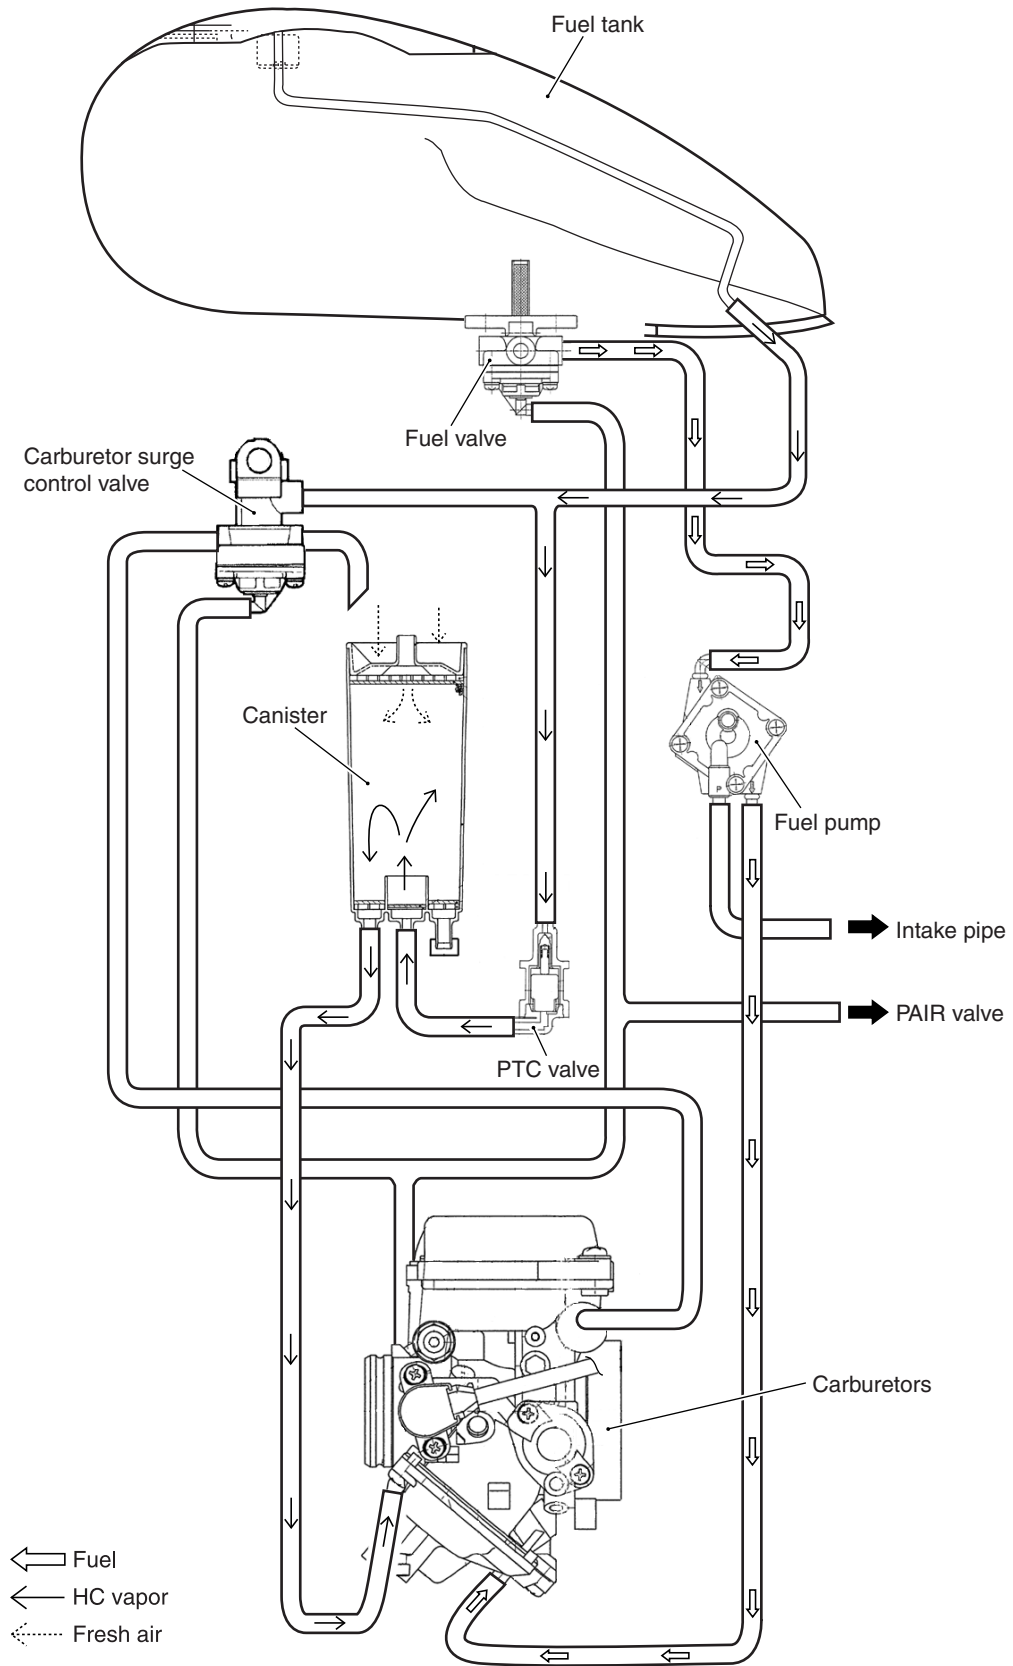 Fuel tank
Fuel valve
Carburetor surge
control valve
Canister
P
Fuel pump
Intake pipe
PAIR valve
PTC valve
Carburetors
Fuel
HC vapor
Fresh air